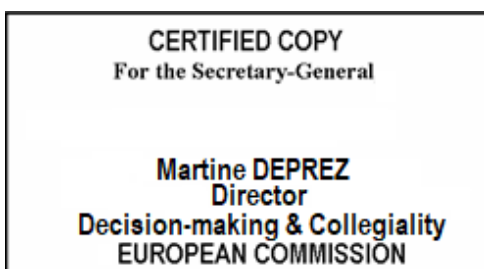 CERTIFIED COPY
For the Secretary-General
Martine DEPREZ
Director
Decision-making & Collegiality
EUROPEAN COMMISSION